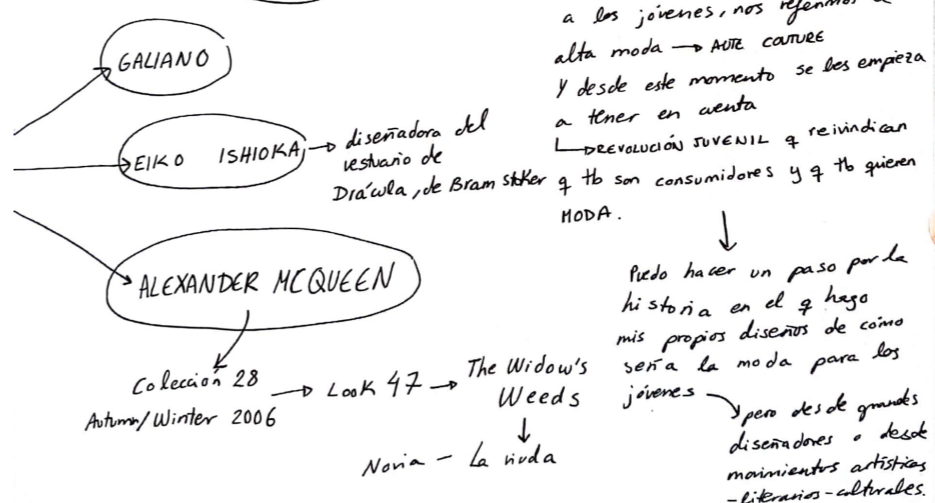 GALIANO
EIKO ISHIOKA → diseñadora del
vestuario de
Drácula, de Bram Stoker
ALEXANDER MCQUEEN
Colección 28 → Look 47 → The Widow's
Autumn/Winter 2006
Weeds
Novia - La viuda
a los jóvenes, nos referimos a
alta moda → AUTE COUTURE
y desde este momento se les empieza
a tener en cuenta
REVOLUCIÓN JUVENIL q reivindican
q tb son consumidores y q tb quieren
MODA.
Puedo hacer un paso por la
historia en el q hago
mis propios diseños de cómo
sería la moda para los
jóvenes
pero desde grandes
diseñadores o desde
movimientos artísticos
-literarios-culturales.